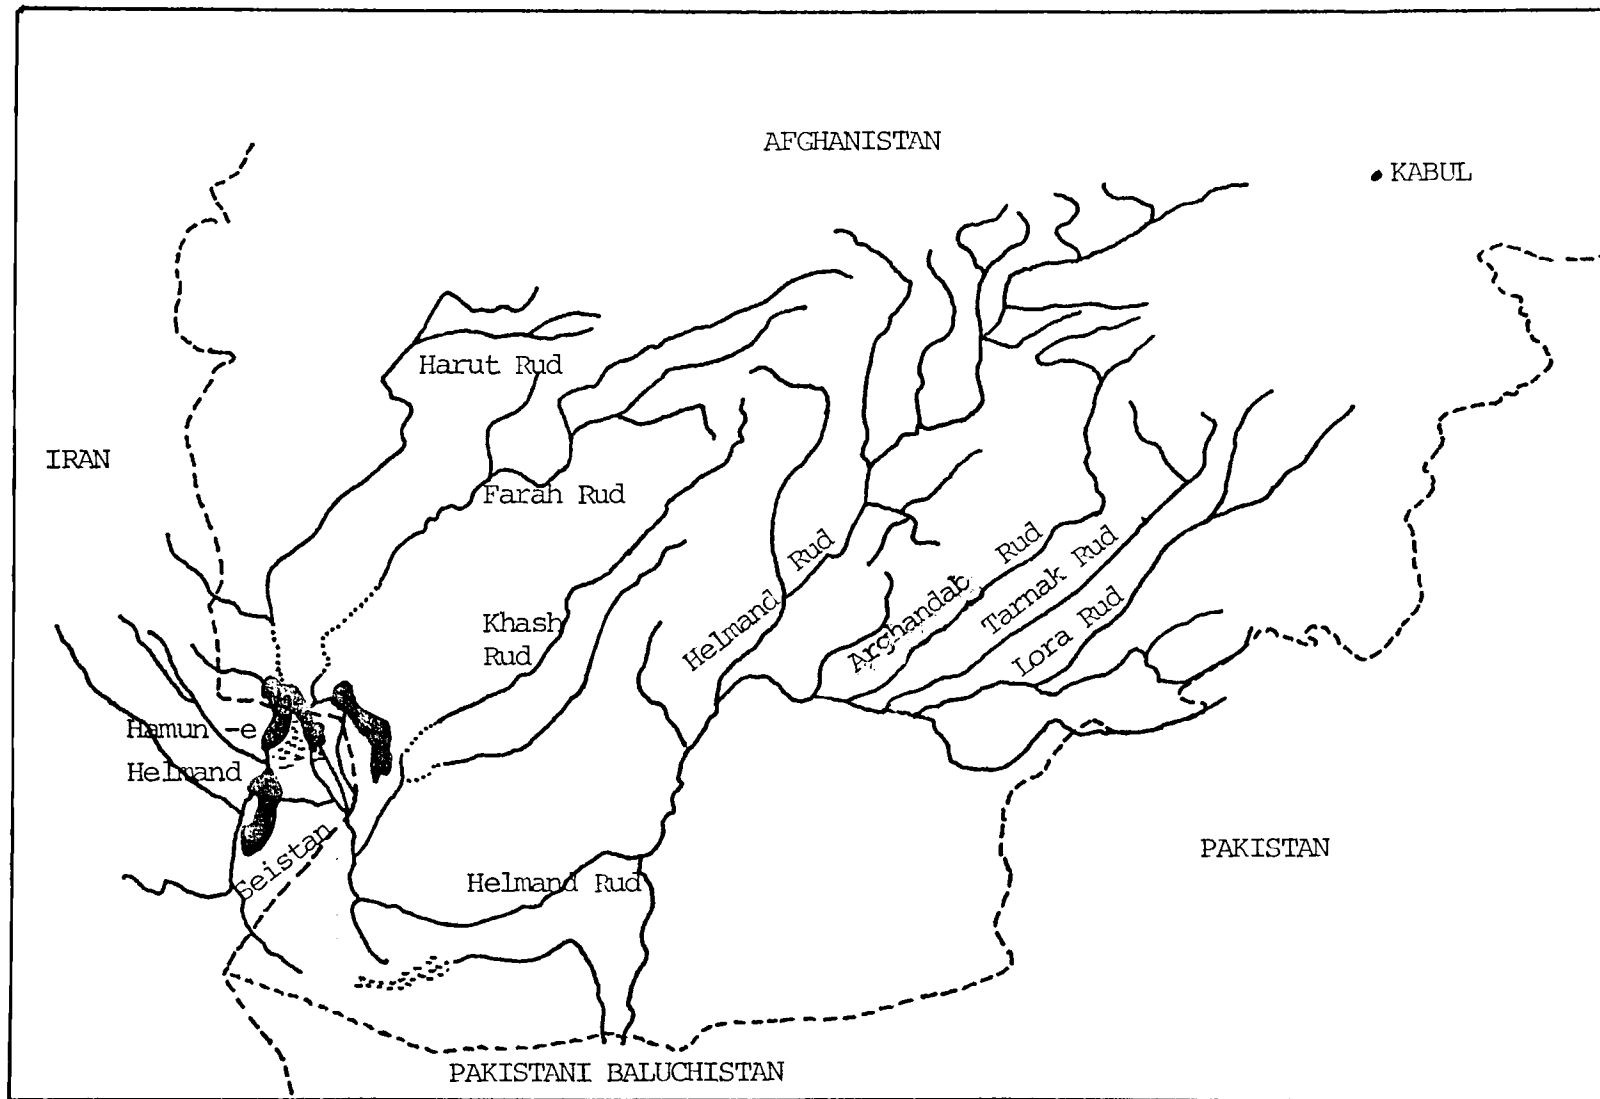 AFGHANISTAN
KABUL
Harut Rud
IRAN
Farah Rud
Helmand Rud
Arghandab Rud
Tarnak Rud
Lora Rud
Khash
Rud
Hamun -e
Helmand
Seistan
Helmand Rud
PAKISTAN
PAKISTANI BALUCHISTAN